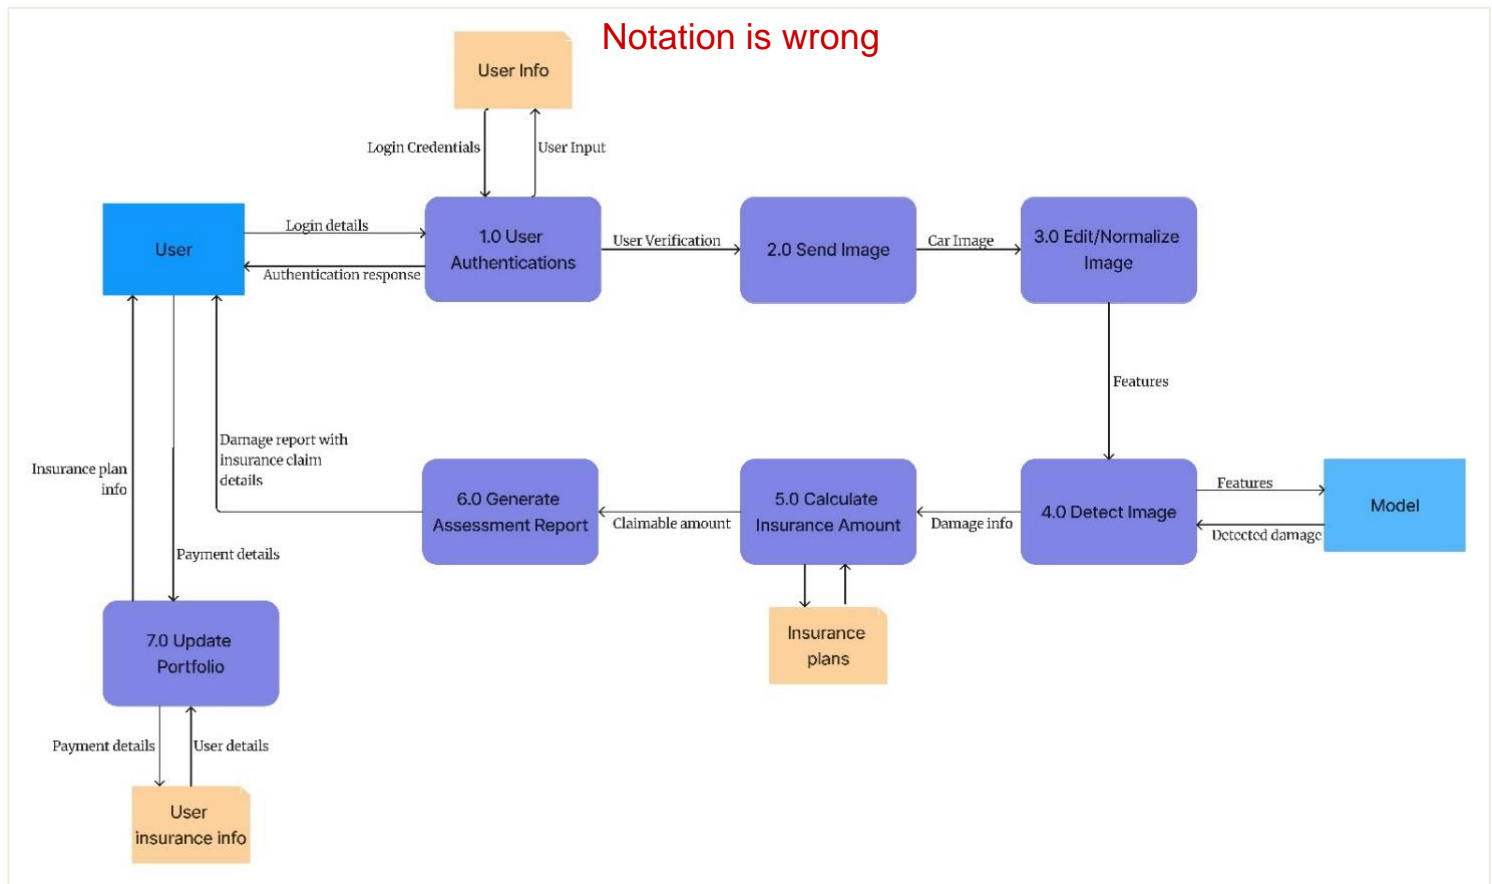 Notation is wrong
User Info
Login Credentials
User Input
User
Login details
Authentication response
1.0 User
Authentications
User Verification
2.0 Send Image
Car Image
3.0 Edit/Normalize
Image
Features
Insurance plan
info
Damage report with
insurance claim
details
Payment details
6.0 Generate
Assessment Report
Claimable amount
5.0 Calculate
Insurance Amount
Damage info
4.0 Detect Image
Features
Detected damage
Model
Insurance
plans
7.0 Update
Portfolio
Payment details
User details
User
insurance info